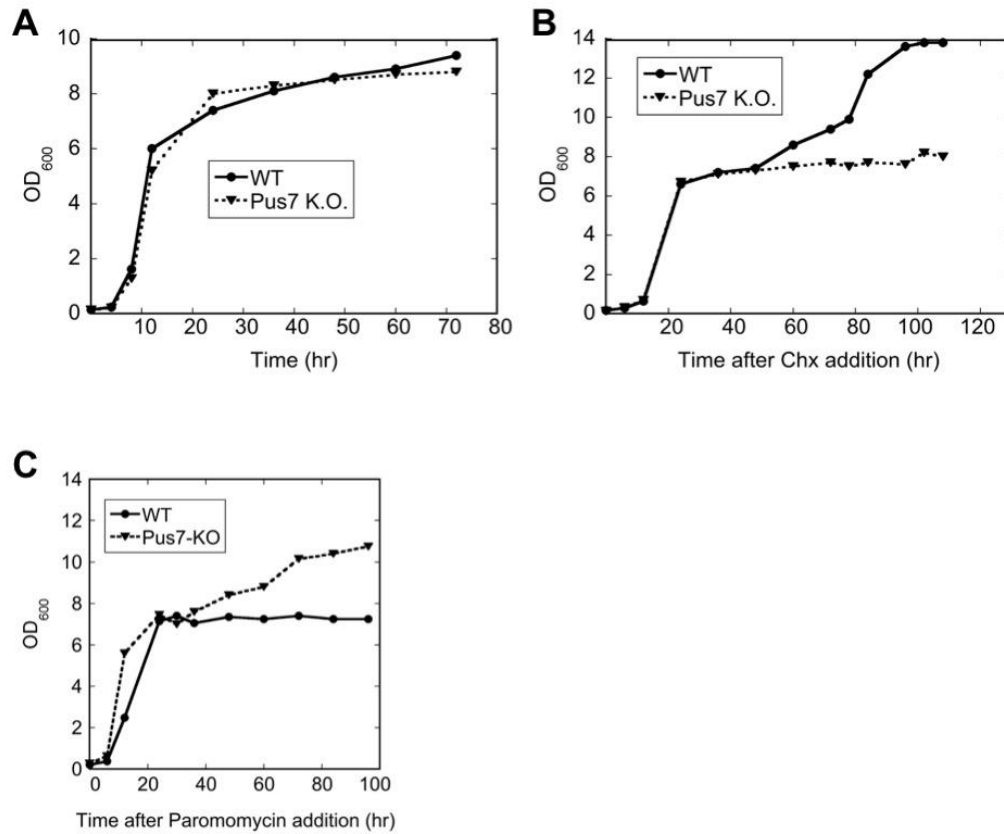 A
10
8
6
4
2
0
OD600
WT
Pus7 K.O.
10 20 30 40 50 60 70 80
Time (hr)
B
14
12
10
8
6
4
2
0
OD600
WT
Pus7 K.O.
20 40 60 80 100 120
Time after Chx addition (hr)
C
14
12
10
8
6
4
2
0
OD600
WT
Pus7-KO
0 20 40 60 80 100
Time after Paromomycin addition (hr)